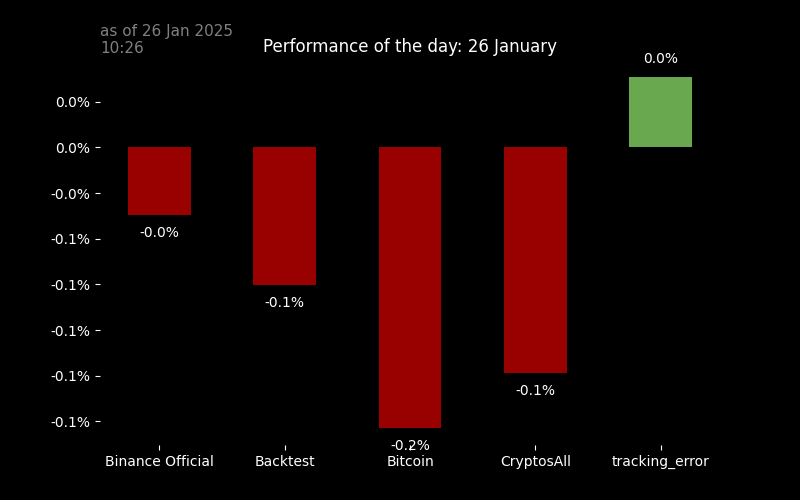 as of 26 Jan 2025
10:26
Performance of the day: 26 January
0.0%
0.0%
0.0%
-0.0%
-0.1%
-0.1%
-0.1%
-0.1%
-0.1%
-0.0%
-0.1%
-0.2%
-0.1%
Binance Official
Backtest
Bitcoin
CryptosAll
tracking_error